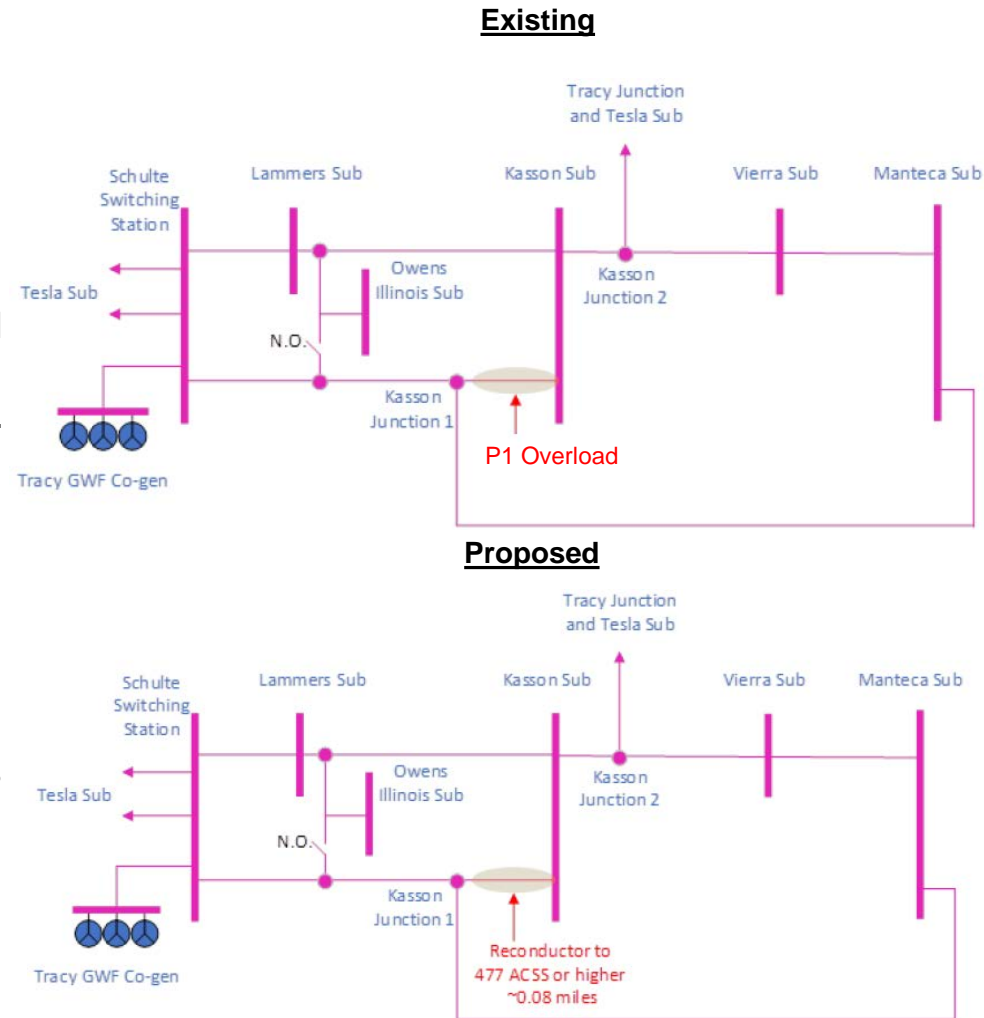 Existing
Tracy Junction
and Tesla Sub
Schulte
Switching
Station
Lammers Sub
Kasson Sub
Vierra Sub
Manteca Sub
Tesla Sub
Owens
Illinois Sub
Kasson
Junction 2
N.O.
Kasson
Junction 1
P1 Overload
Tracy GWF Co-gen
Proposed
Tracy Junction
and Tesla Sub
Schulte
Switching
Station
Lammers Sub
Kasson Sub
Vierra Sub
Manteca Sub
Tesla Sub
Owens
Illinois Sub
Kasson
Junction 2
N.O.
Kasson
Junction 1
Reconductor to
477 ACSS or higher
~0.08 miles
Tracy GWF Co-gen